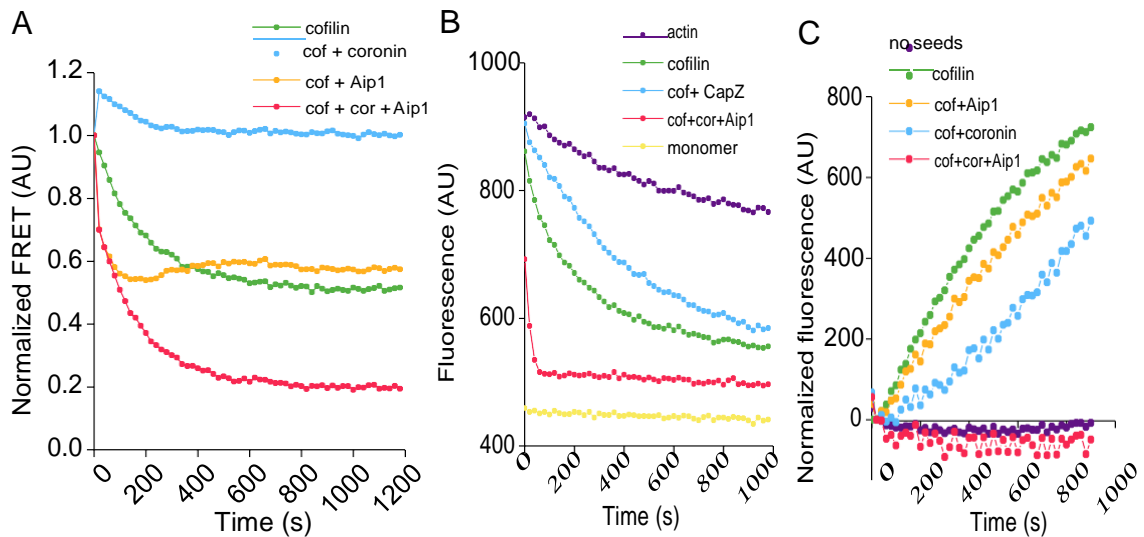 A
cofilin
cof + coronin
cof + Aip1
cof + cor +Aip1
Normalized FRET (AU)
1.2
1.0
0.8
0.6
0.4
0.2
0.0
0
200
400
600
800
1000
1200
Time (s)
B
actin
cofilin
cof+ CapZ
cof+cor+Aip1
monomer
Fluorescence (AU)
1000
800
600
400
0
200
400
600
800
1000
Time (s)
C
no seeds
cofilin
cof+Aip1
cof+coronin
cof+cor+Aip1
Normalized fluorescence (AU)
800
600
400
200
0
0
200
400
600
800
1000
Time (s)